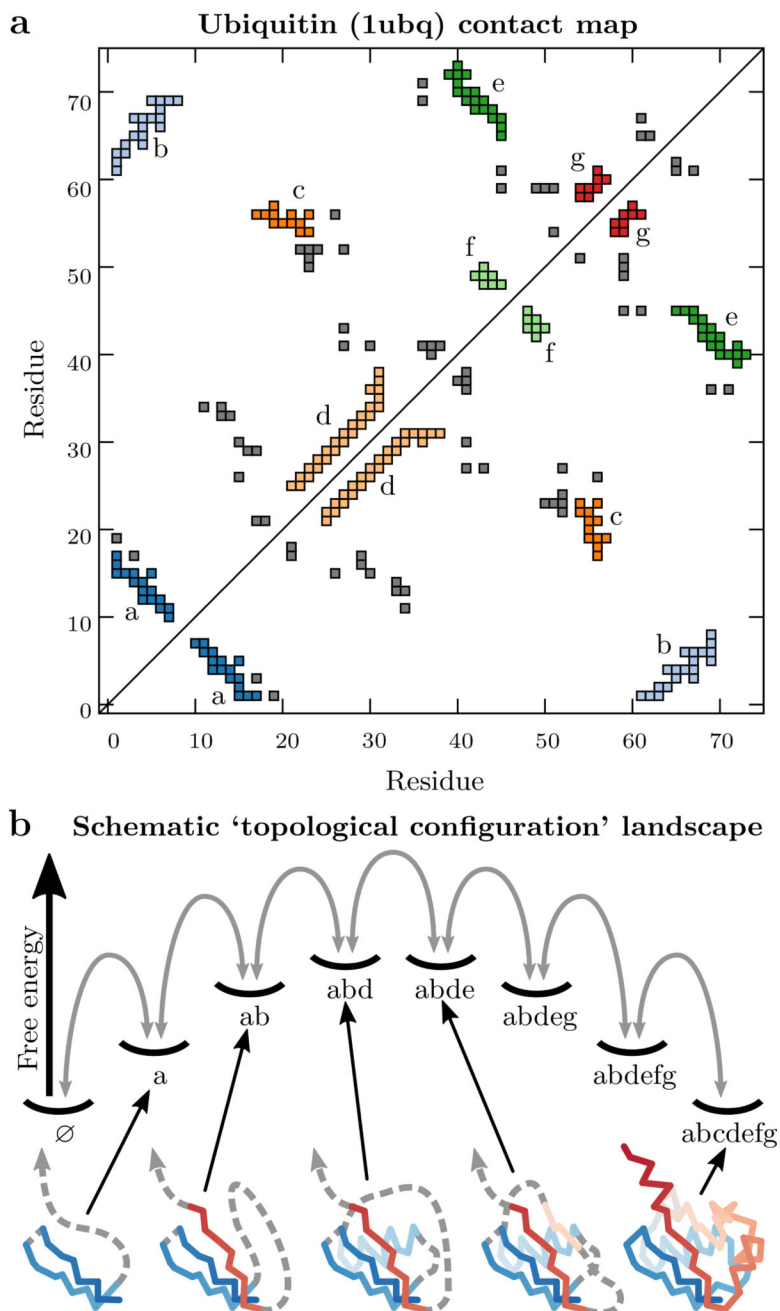 a Ubiquitin (1ubq) contact map
70
60
50
40
30
20
10
0
Residue
b
c
e
g
g
f
f
e
d
d
c
a
a
b
0 10 20 30 40 50 60 70
Residue
b Schematic ‘topological configuration’ landscape
Free energy
∅
a
ab
abd
abde
abdeg
abdefg
abcdefg